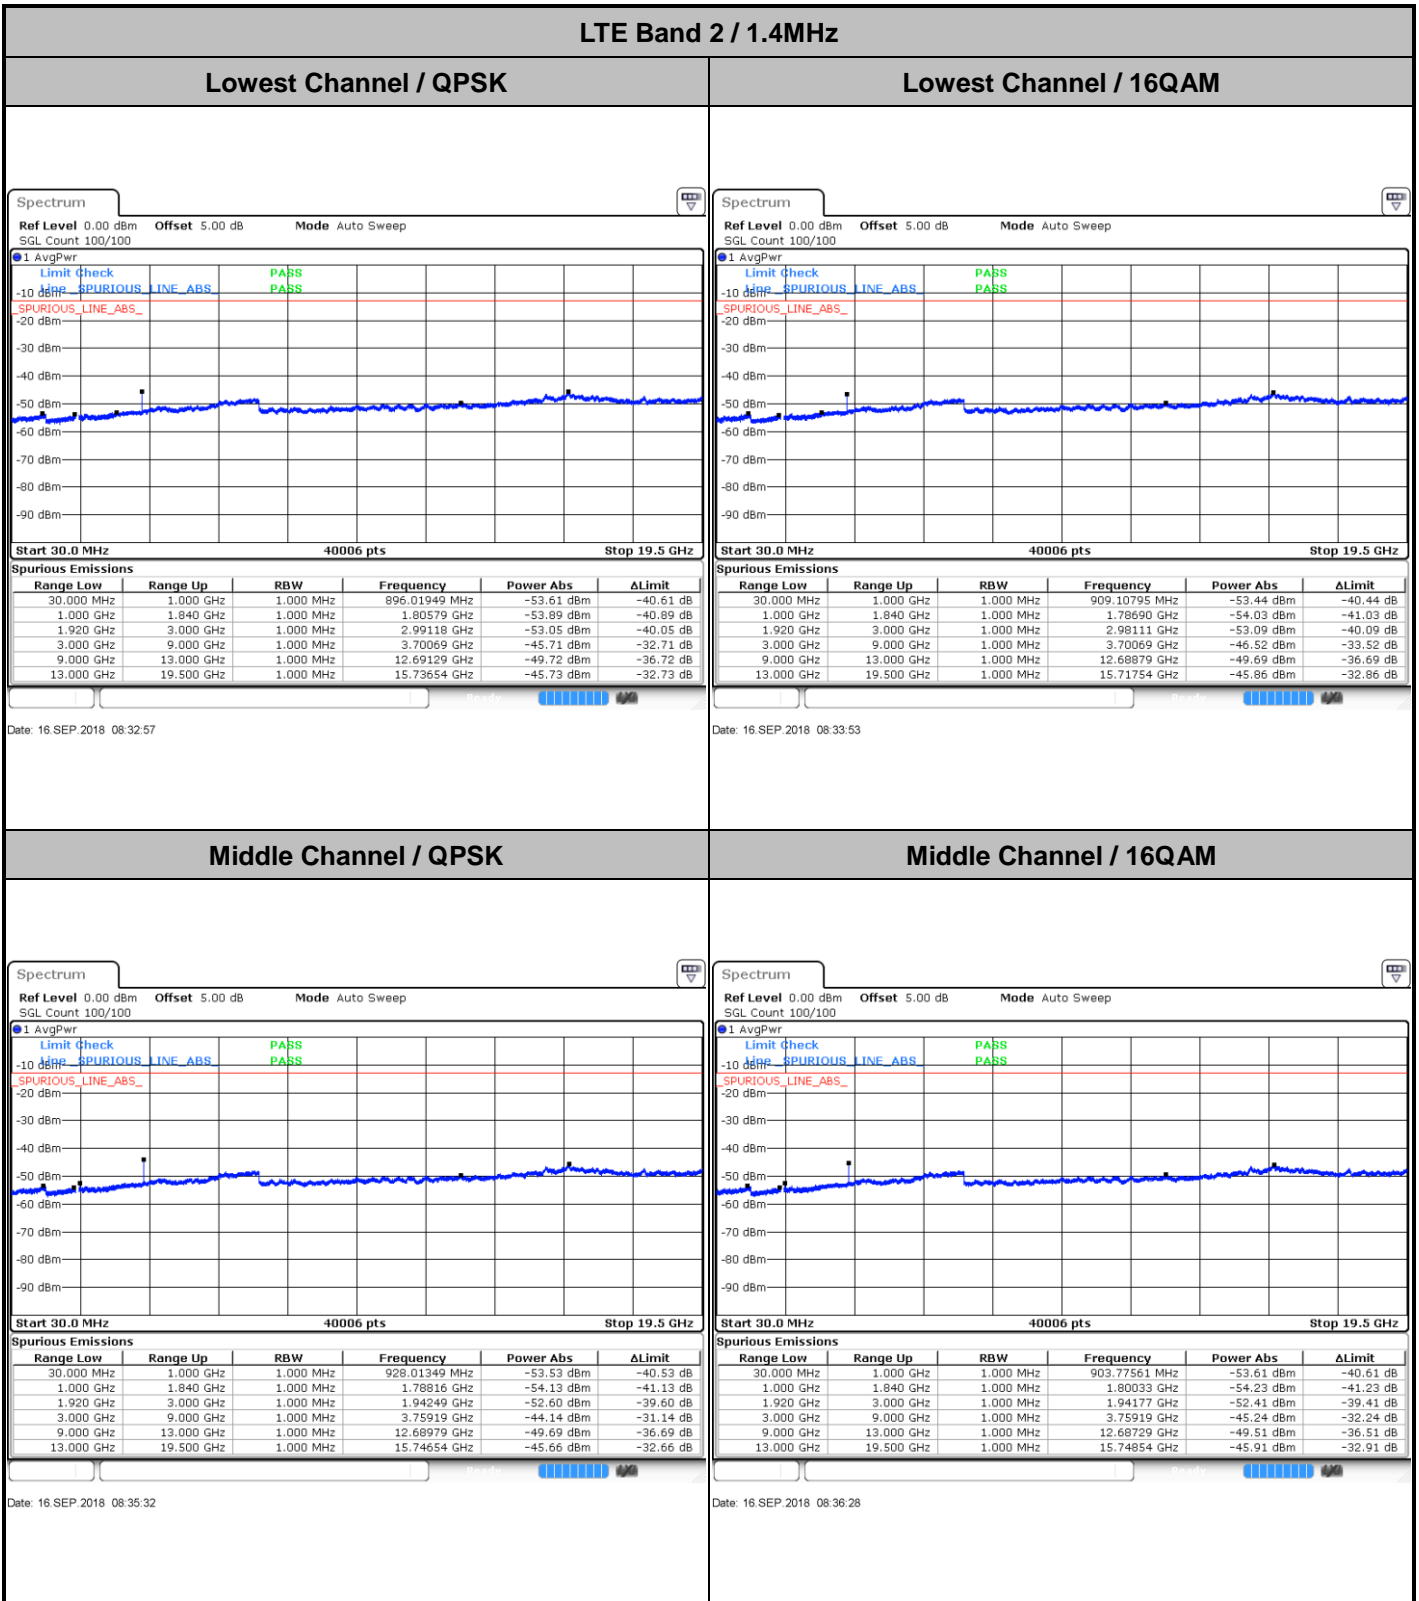 LTE Band 2 / 1.4MHz
Lowest Channel / QPSK
Lowest Channel / 16QAM
Spectrum
Ref Level 0.00 dBm Offset 5.00 dB Mode Auto Sweep
SGL Count 100/100
1 AvgPwr
Limit Check PASS
Line _SPURIOUS_LINE_ABS_ PASS
-10 dBm
_SPURIOUS_LINE_ABS_
-20 dBm
-30 dBm
-40 dBm
-50 dBm
-60 dBm
-70 dBm
-80 dBm
-90 dBm
Start 30.0 MHz 40006 pts Stop 19.5 GHz
Spurious Emissions
Range Low Range Up RBW Frequency Power Abs ΔLimit
30.000 MHz 1.000 GHz 1.000 MHz 896.01949 MHz -53.61 dBm -40.61 dB
1.000 GHz 1.840 GHz 1.000 MHz 1.80579 GHz -53.89 dBm -40.89 dB
1.920 GHz 3.000 GHz 1.000 MHz 2.99118 GHz -53.05 dBm -40.05 dB
3.000 GHz 9.000 GHz 1.000 MHz 3.70069 GHz -45.71 dBm -32.71 dB
9.000 GHz 13.000 GHz 1.000 MHz 12.69129 GHz -49.72 dBm -36.72 dB
13.000 GHz 19.500 GHz 1.000 MHz 15.73654 GHz -45.73 dBm -32.73 dB
Ready
Date: 16.SEP.2018 08:32:57
Spectrum
Ref Level 0.00 dBm Offset 5.00 dB Mode Auto Sweep
SGL Count 100/100
1 AvgPwr
Limit Check PASS
Line _SPURIOUS_LINE_ABS_ PASS
-10 dBm
_SPURIOUS_LINE_ABS_
-20 dBm
-30 dBm
-40 dBm
-50 dBm
-60 dBm
-70 dBm
-80 dBm
-90 dBm
Start 30.0 MHz 40006 pts Stop 19.5 GHz
Spurious Emissions
Range Low Range Up RBW Frequency Power Abs ΔLimit
30.000 MHz 1.000 GHz 1.000 MHz 909.10795 MHz -53.44 dBm -40.44 dB
1.000 GHz 1.840 GHz 1.000 MHz 1.78690 GHz -54.03 dBm -41.03 dB
1.920 GHz 3.000 GHz 1.000 MHz 2.98111 GHz -53.09 dBm -40.09 dB
3.000 GHz 9.000 GHz 1.000 MHz 3.70069 GHz -46.52 dBm -33.52 dB
9.000 GHz 13.000 GHz 1.000 MHz 12.68879 GHz -49.69 dBm -36.69 dB
13.000 GHz 19.500 GHz 1.000 MHz 15.71754 GHz -45.86 dBm -32.86 dB
Ready
Date: 16.SEP.2018 08:33:53
Middle Channel / QPSK
Middle Channel / 16QAM
Spectrum
Ref Level 0.00 dBm Offset 5.00 dB Mode Auto Sweep
SGL Count 100/100
1 AvgPwr
Limit Check PASS
Line _SPURIOUS_LINE_ABS_ PASS
-10 dBm
_SPURIOUS_LINE_ABS_
-20 dBm
-30 dBm
-40 dBm
-50 dBm
-60 dBm
-70 dBm
-80 dBm
-90 dBm
Start 30.0 MHz 40006 pts Stop 19.5 GHz
Spurious Emissions
Range Low Range Up RBW Frequency Power Abs ΔLimit
30.000 MHz 1.000 GHz 1.000 MHz 928.01349 MHz -53.53 dBm -40.53 dB
1.000 GHz 1.840 GHz 1.000 MHz 1.78816 GHz -54.13 dBm -41.13 dB
1.920 GHz 3.000 GHz 1.000 MHz 1.94249 GHz -52.60 dBm -39.60 dB
3.000 GHz 9.000 GHz 1.000 MHz 3.75919 GHz -44.14 dBm -31.14 dB
9.000 GHz 13.000 GHz 1.000 MHz 12.68979 GHz -49.69 dBm -36.69 dB
13.000 GHz 19.500 GHz 1.000 MHz 15.74654 GHz -45.66 dBm -32.66 dB
Ready
Date: 16.SEP.2018 08:35:32
Spectrum
Ref Level 0.00 dBm Offset 5.00 dB Mode Auto Sweep
SGL Count 100/100
1 AvgPwr
Limit Check PASS
Line _SPURIOUS_LINE_ABS_ PASS
-10 dBm
_SPURIOUS_LINE_ABS_
-20 dBm
-30 dBm
-40 dBm
-50 dBm
-60 dBm
-70 dBm
-80 dBm
-90 dBm
Start 30.0 MHz 40006 pts Stop 19.5 GHz
Spurious Emissions
Range Low Range Up RBW Frequency Power Abs ΔLimit
30.000 MHz 1.000 GHz 1.000 MHz 903.77561 MHz -53.61 dBm -40.61 dB
1.000 GHz 1.840 GHz 1.000 MHz 1.80033 GHz -54.23 dBm -41.23 dB
1.920 GHz 3.000 GHz 1.000 MHz 1.94177 GHz -52.41 dBm -39.41 dB
3.000 GHz 9.000 GHz 1.000 MHz 3.75919 GHz -45.24 dBm -32.24 dB
9.000 GHz 13.000 GHz 1.000 MHz 12.68729 GHz -49.51 dBm -36.51 dB
13.000 GHz 19.500 GHz 1.000 MHz 15.74854 GHz -45.91 dBm -32.91 dB
Ready
Date: 16.SEP.2018 08:36:28